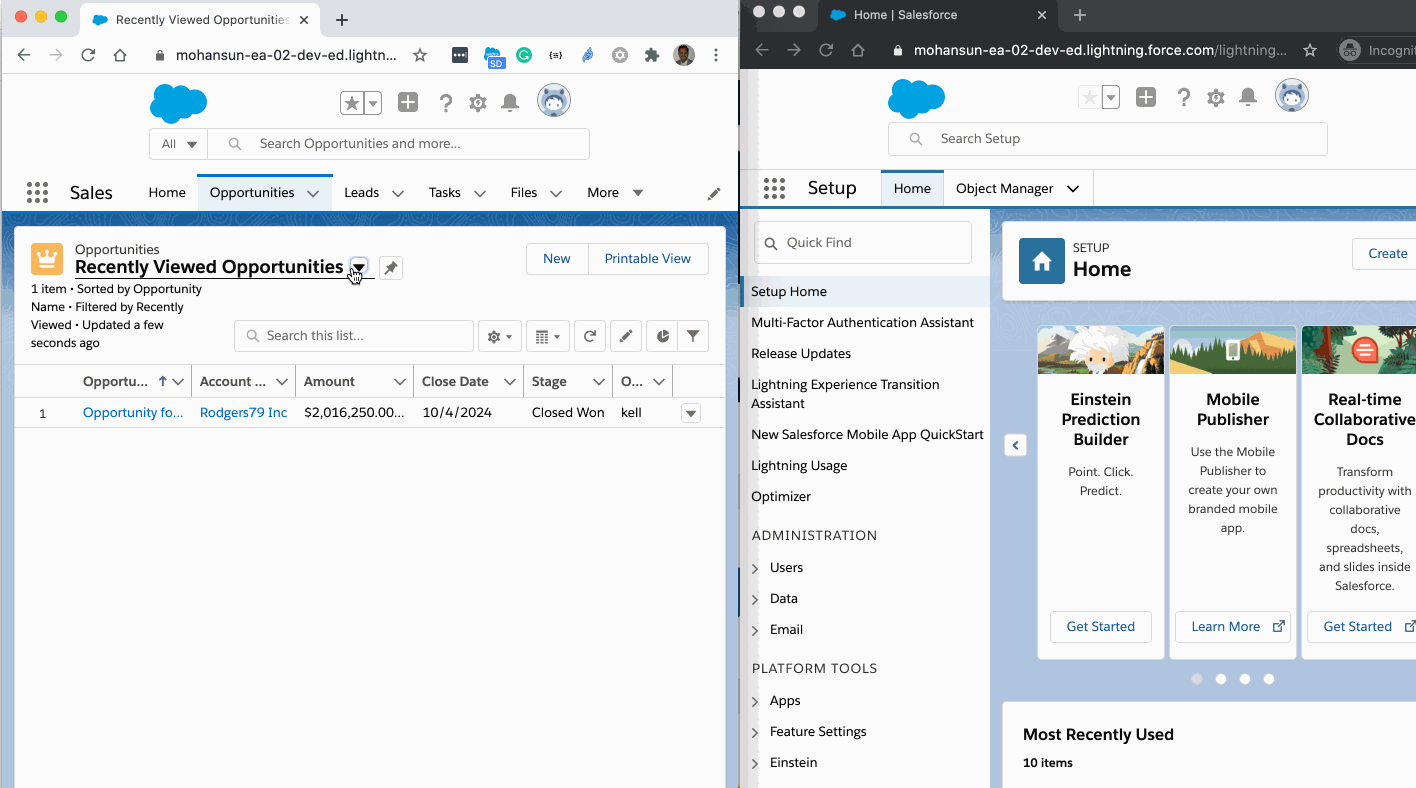 Recently Viewed Opportunities
mohansun-ea-02-dev-ed.lightn...
SD
All
Search Opportunities and more...
Sales
Home
Opportunities
Leads
Tasks
Files
More
Opportunities
Recently Viewed Opportunities
New
Printable View
1 item • Sorted by Opportunity
Name • Filtered by Recently
Viewed • Updated a few
seconds ago
Search this list...
Opportu...
Account ...
Amount
Close Date
Stage
O...
1
Opportunity fo...
Rodgers79 Inc
$2,016,250.00...
10/4/2024
Closed Won
kell
Home | Salesforce
mohansun-ea-02-dev-ed.lightning.force.com/lightning...
Incognit
Search Setup
Setup
Home
Object Manager
Quick Find
Setup Home
Multi-Factor Authentication Assistant
Release Updates
Lightning Experience Transition
Assistant
New Salesforce Mobile App QuickStart
Lightning Usage
Optimizer
ADMINISTRATION
Users
Data
Email
PLATFORM TOOLS
Apps
Feature Settings
Einstein
SETUP
Home
Create
Einstein
Prediction
Builder
Point. Click.
Predict.
Get Started
Mobile
Publisher
Use the Mobile
Publisher to
create your own
branded mobile
app.
Learn More
Real-time
Collaborative
Docs
Transform
productivity with
collaborative
docs,
spreadsheets,
and slides inside
Salesforce.
Get Started
Most Recently Used
10 items